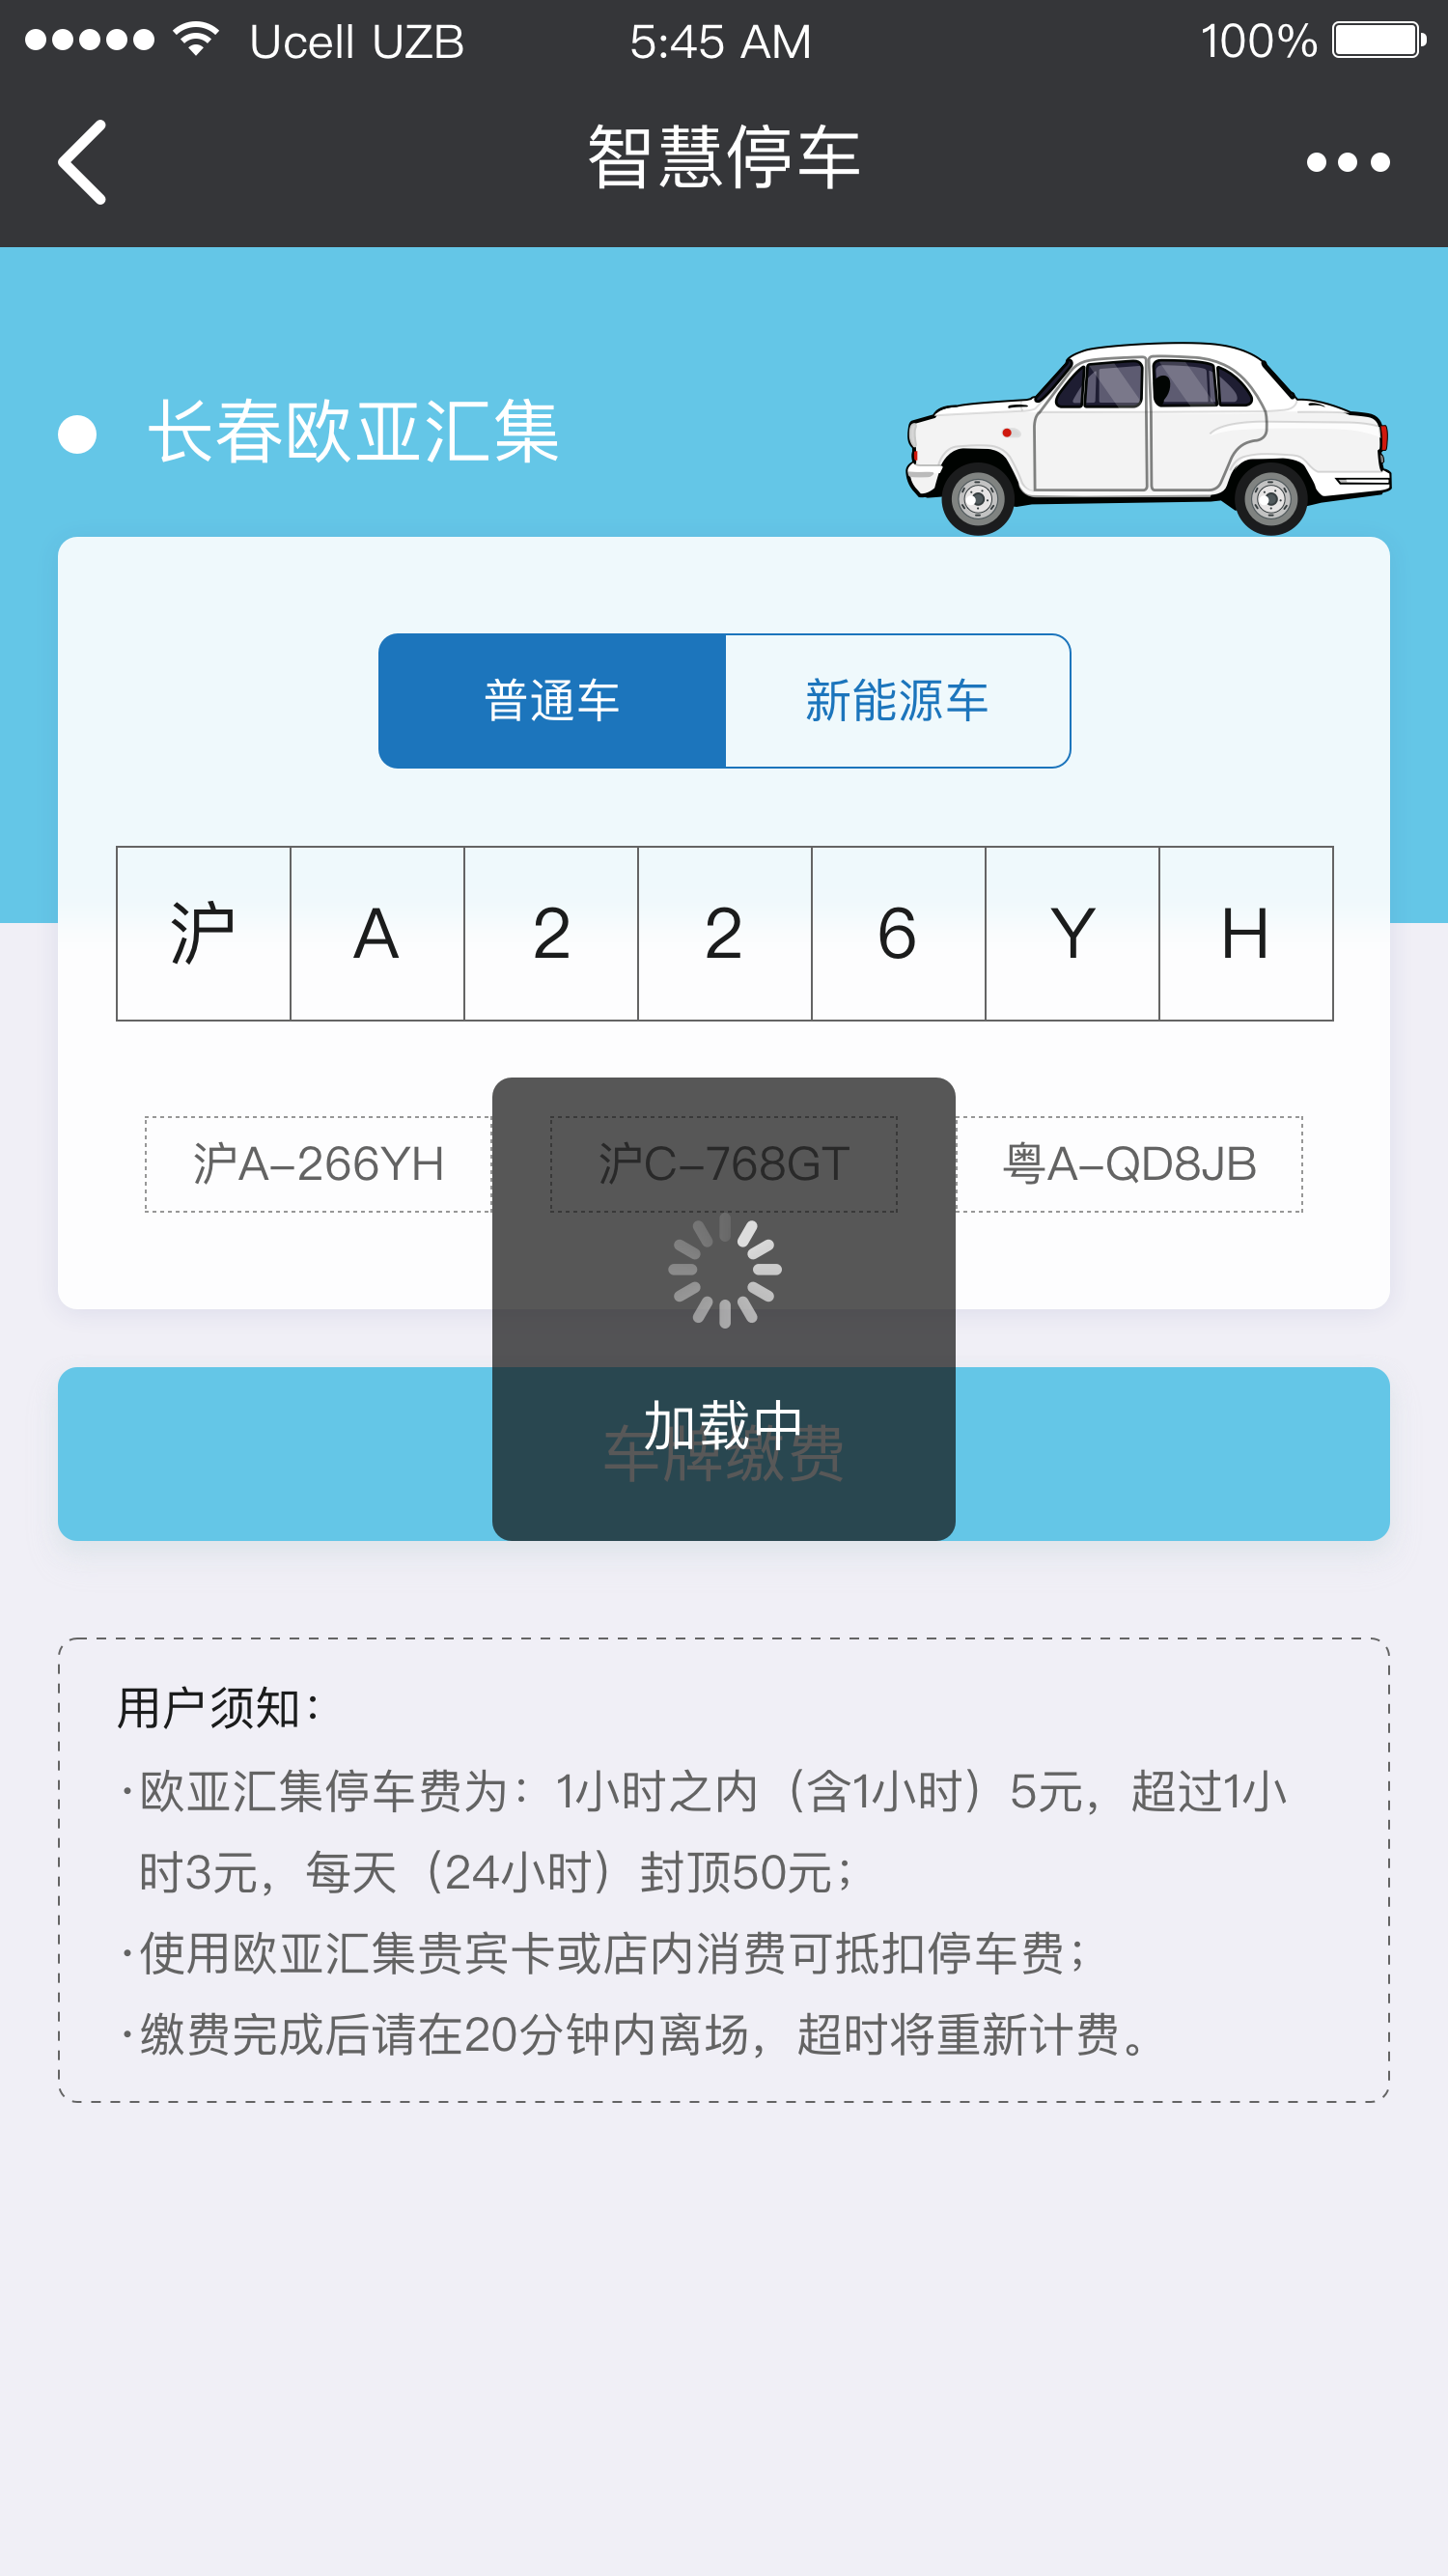 Ucell UZB 5:45 AM 100%
智慧停车
长春欧亚汇集
普通车 新能源车
沪 A 2 2 6 Y H
沪A-266YH 沪C-768GT 粤A-QD8JB
加载中
车牌缴费
用户须知：
·欧亚汇集停车费为：1小时之内（含1小时）5元，超过1小
时3元，每天（24小时）封顶50元；
·使用欧亚汇集贵宾卡或店内消费可抵扣停车费；
·缴费完成后请在20分钟内离场，超时将重新计费。